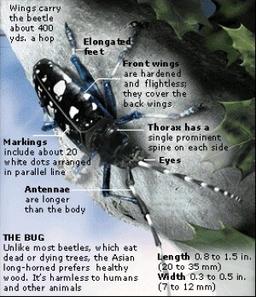 Wings carry
the beetle
about 400
yds. a hop
Elongated
feet
Front wings
are hardened
and flightless;
they cover the
back wings
Markings
include about 20
white dots arranged
in parallel line
Thorax has a
single prominent
spine on each side
Eyes
Antennae
are longer
than the body
THE BUG
Unlike most beetles, which eat
dead or dying trees, the Asian
long-horned prefers healthy
wood. It's harmless to humans
and other animals
Length 0.8 to 1.5 in.
(20 to 35 mm)
Width 0.3 to 0.5 in.
(7 to 12 mm)